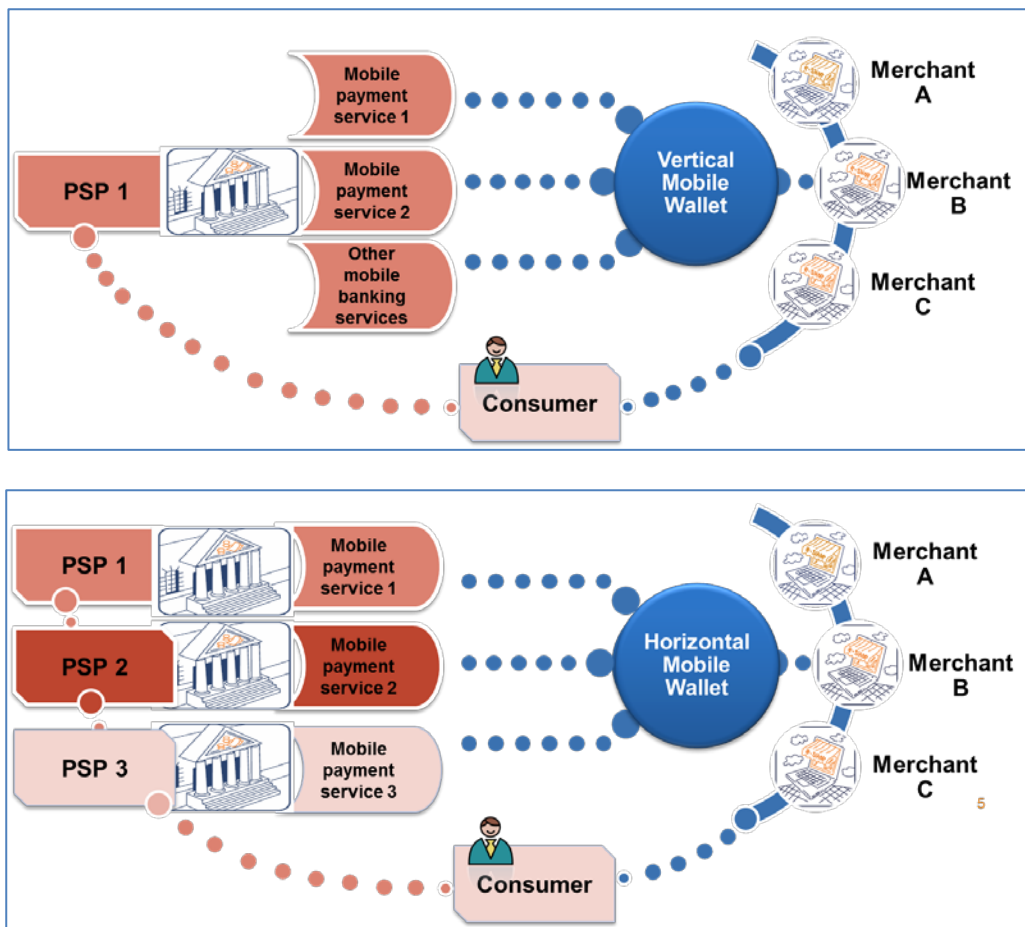 Mobile
payment
service 1
PSP 1
Mobile
payment
service 2
Other
mobile
banking
services
Vertical
Mobile
Wallet
Merchant
A
Merchant
B
Merchant
C
Consumer
PSP 1
Mobile
payment
service 1
PSP 2
Mobile
payment
service 2
PSP 3
Mobile
payment
service 3
Horizontal
Mobile
Wallet
Merchant
A
Merchant
B
Merchant
C
5
Consumer